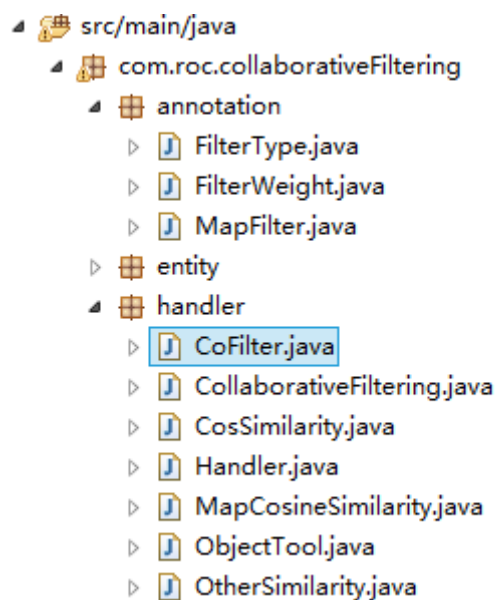 src/main/java
com.roc.collaborativeFiltering
annotation
FilterType.java
FilterWeight.java
MapFilter.java
entity
handler
CoFilter.java
CollaborativeFiltering.java
CosSimilarity.java
Handler.java
MapCosineSimilarity.java
ObjectTool.java
OtherSimilarity.java